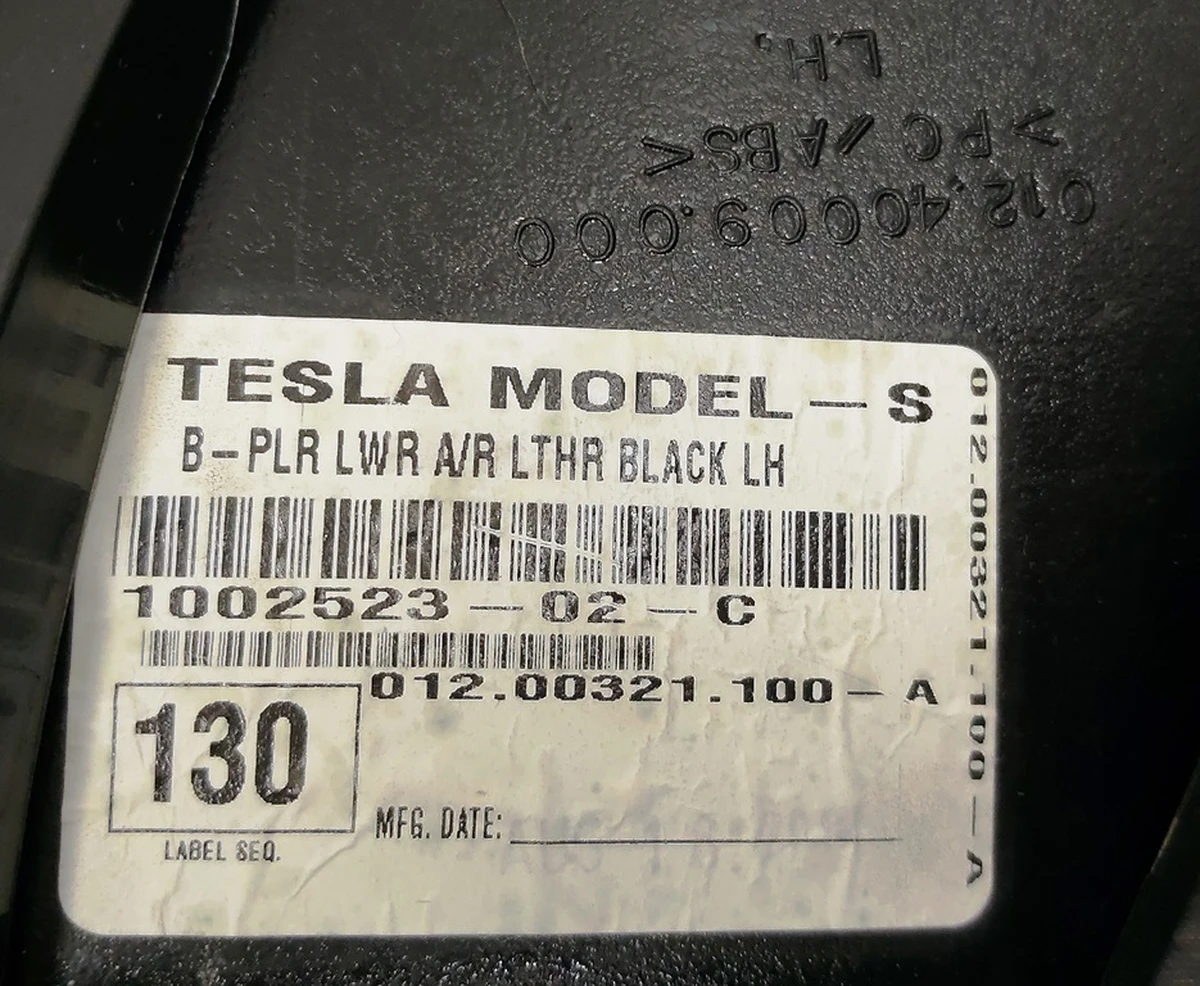 L.H.
>PC/ABS<
012.40009.000
TESLA MODEL-S
B-PLR LWR A/R LTHR BLACK LH
1002523-02-C
012.00321.100-A
130
LABEL SEQ.
MFG. DATE:
012.00321.100-A